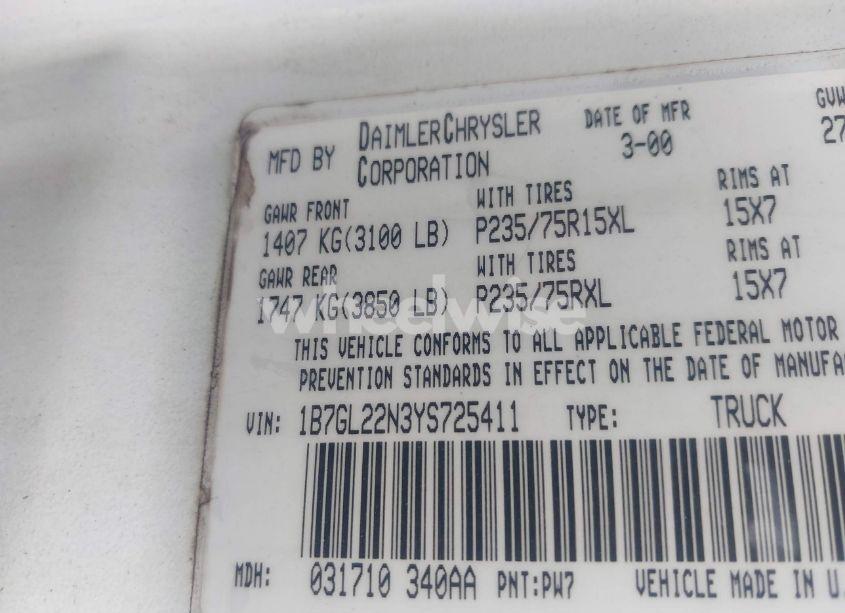 MFD BY DAIMLERCHRYSLER CORPORATION
DATE OF MFR
3-00
GVW
27
GAWR FRONT
WITH TIRES
RIMS AT
1407 KG(3100 LB) P235/75R15XL 15X7
GAWR REAR
WITH TIRES
RIMS AT
1747 KG(3850 LB) P235/75RXL 15X7
wheelwise
THIS VEHICLE CONFORMS TO ALL APPLICABLE FEDERAL MOTOR
PREVENTION STANDARDS IN EFFECT ON THE DATE OF MANUFA
VIN: 1B7GL22N3YS725411 TYPE: TRUCK
MDH: 031710 340AA PNT:PW7 VEHICLE MADE IN U.